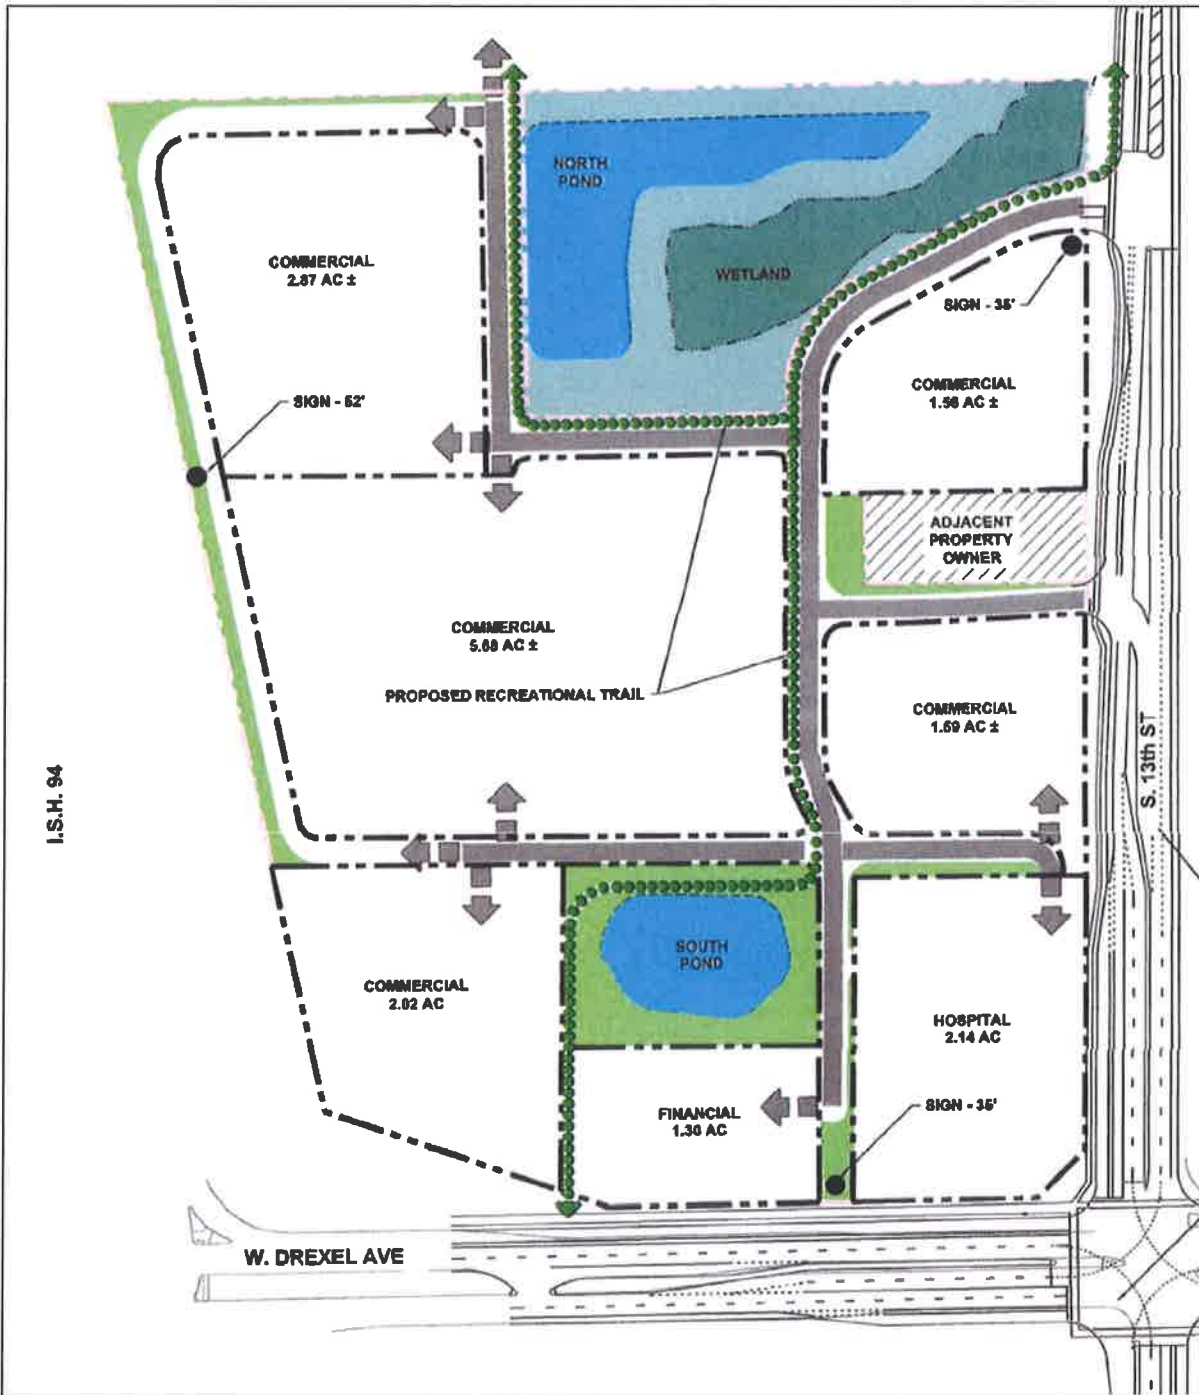 NORTH
POND
COMMERCIAL
2.87 AC ±
WETLAND
SIGN - 35'
SIGN - 52'
COMMERCIAL
1.56 AC ±
ADJACENT
PROPERTY
OWNER
COMMERCIAL
5.68 AC ±
PROPOSED RECREATIONAL TRAIL
COMMERCIAL
1.59 AC ±
S. 13th ST
I.S.H. 94
SOUTH
POND
COMMERCIAL
2.02 AC
HOSPITAL
2.14 AC
FINANCIAL
1.30 AC
SIGN - 35'
W. DREXEL AVE